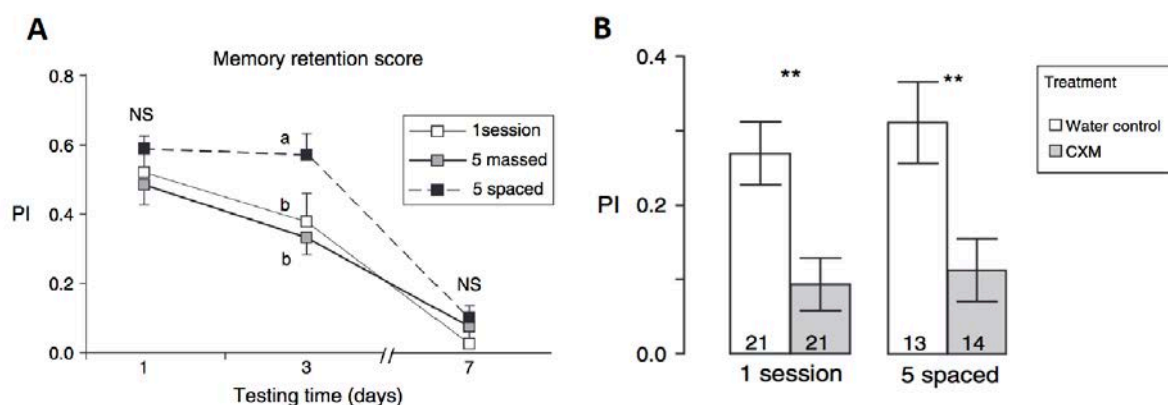 A
Memory retention score
0.8
0.6
0.4
0.2
0.0
PI
NS
a
b
b
NS
1session
5 massed
5 spaced
1
3
7
Testing time (days)
B
0.4
0.2
0.0
PI
**
**
21
21
13
14
1 session
5 spaced
Treatment
Water control
CXM